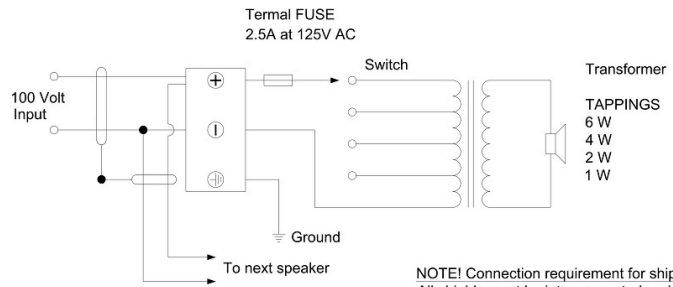 Termal FUSE
2.5A at 125V AC
Switch
Transformer
100 Volt
Input
TAPPINGS
6 W
4 W
2 W
1 W
Ground
To next speaker
NOTE! Connection requirement for ship